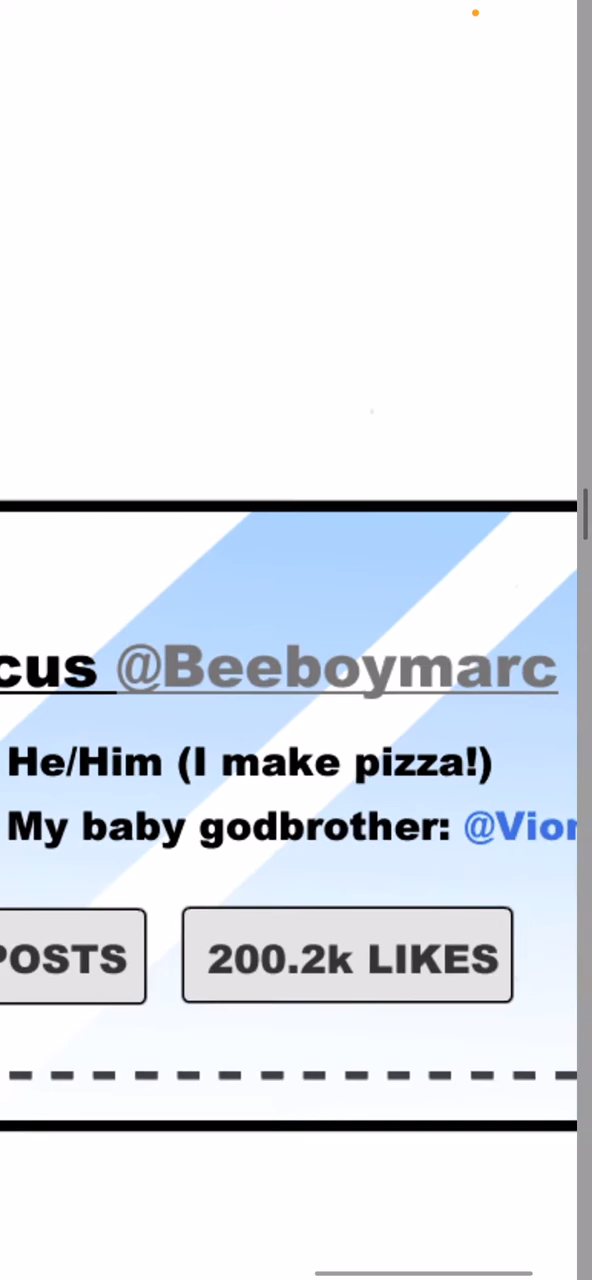 cus @Beeboymarc
He/Him (I make pizza!)
My baby godbrother: @Vior
POSTS
200.2k LIKES